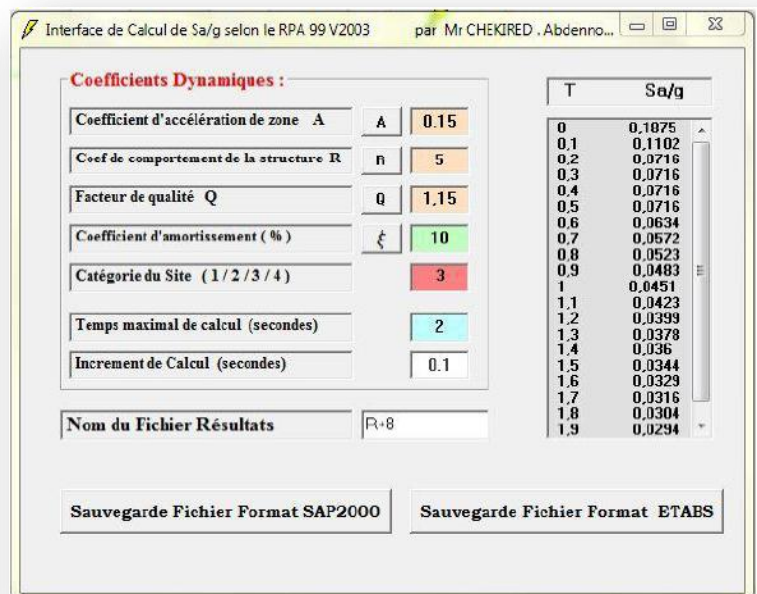 Interface de Calcul de Sa/g selon le RPA 99 V2003 par Mr CHEKIRED . Abdenno...
Coefficients Dynamiques :
Coefficient d'accélération de zone A A 0.15
Coef de comportement de la structure R n 5
Facteur de qualité Q Q 1,15
Coefficient d'amortissement ( % ) ξ 10
Catégorie du Site ( 1 / 2 / 3 / 4 ) 3
Temps maximal de calcul (secondes) 2
Increment de Calcul (secondes) 0.1
Nom du Fichier Résultats R+8
T Sa/g
0 0,1875
0,1 0,1102
0,2 0,0716
0,3 0,0716
0,4 0,0716
0,5 0,0716
0,6 0,0634
0,7 0,0572
0,8 0,0523
0,9 0,0483
1 0,0451
1,1 0,0423
1,2 0,0399
1,3 0,0378
1,4 0,036
1,5 0,0344
1,6 0,0329
1,7 0,0316
1,8 0,0304
1,9 0,0294
Sauvegarde Fichier Format SAP2000
Sauvegarde Fichier Format ETABS